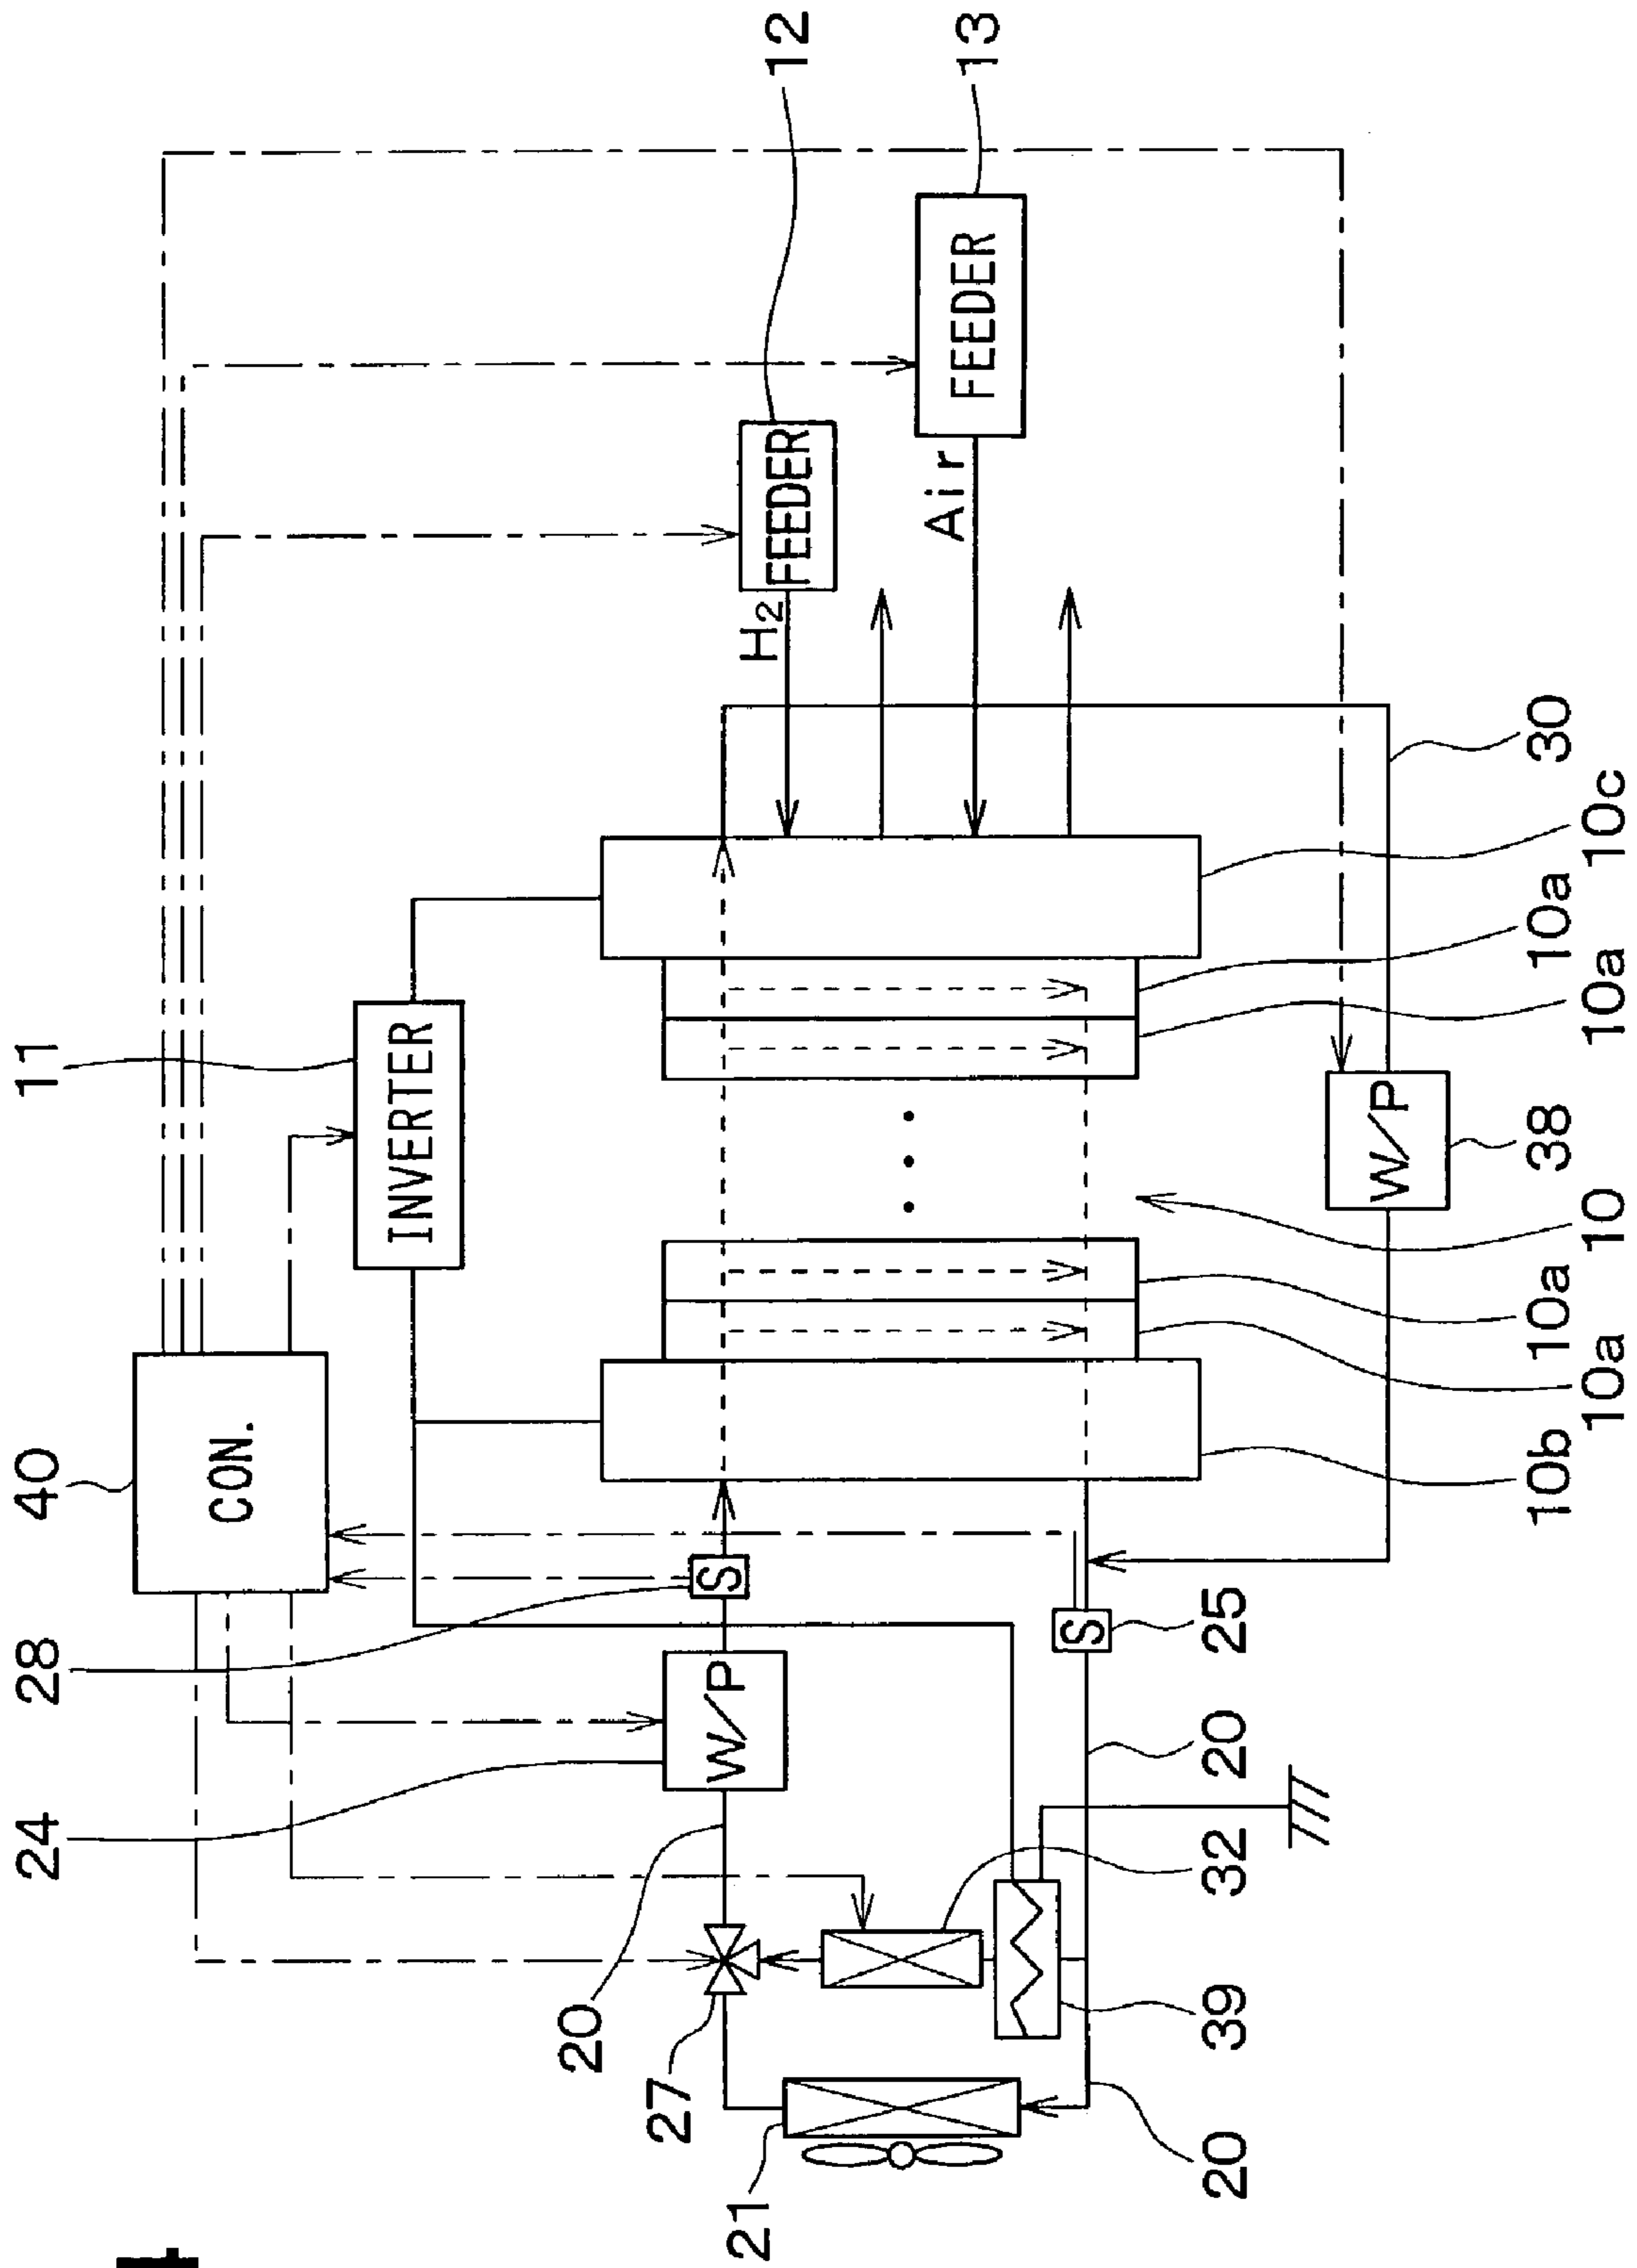 24
28
40
11
CON.
INVERTER
20
27
21
W/P
S
H₂
FEEDER
12
Air
FEEDER
13
S
20
39
32
20
25
W/P
10b
10a
10a
10
38
10a
10a
10c
30